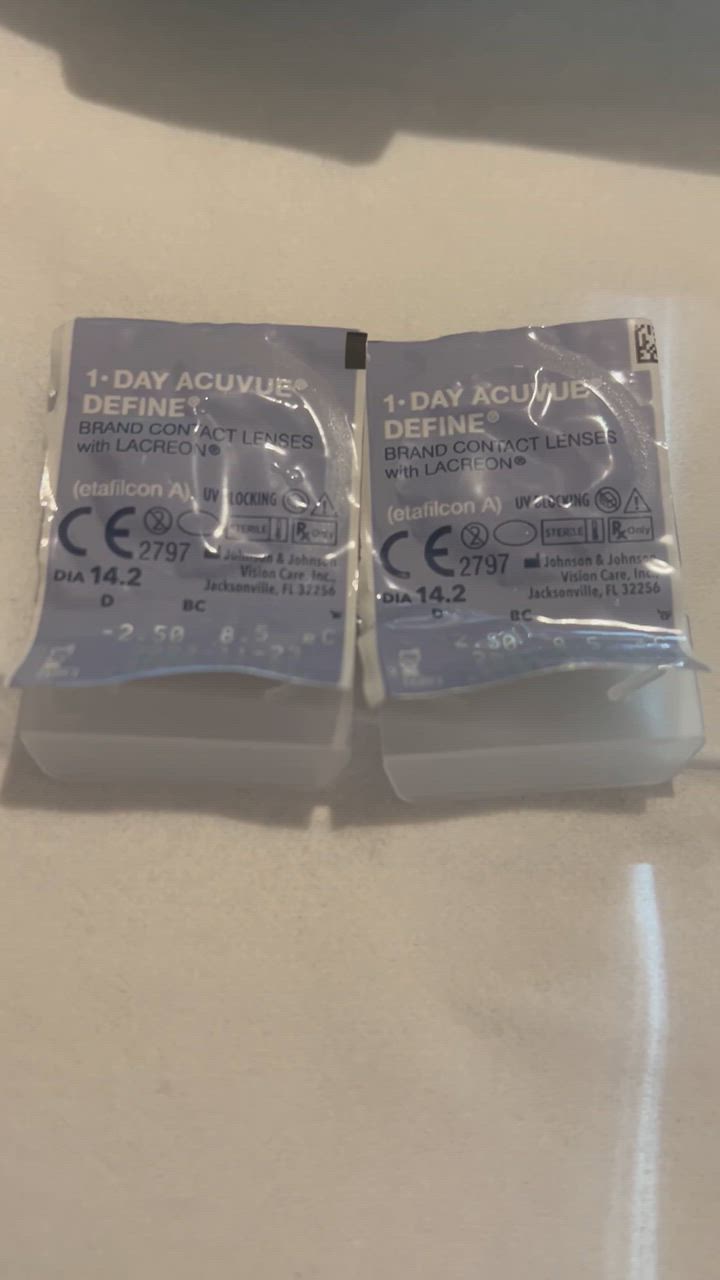 1•DAY ACUVUE®
DEFINE®
BRAND CONTACT LENSES
with LACREON®
(etafilcon A) UV BLOCKING
CE 2797 STERILE Rx Only
Johnson & Johnson
Vision Care, Inc.,
DIA 14.2 Jacksonville, FL 32256
D BC
-2.50 8.5
1•DAY ACUVUE
DEFINE®
BRAND CONTACT LENSES
with LACREON®
(etafilcon A) UV BLOCKING
CE 2797 STERILE Rx Only
Johnson & Johnson
Vision Care, Inc.,
DIA 14.2 Jacksonville, FL 32256
D BC